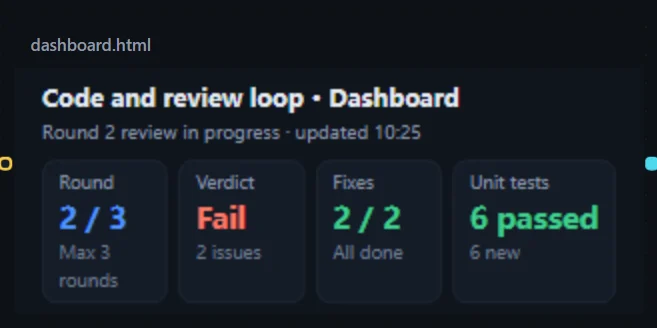 dashboard.html
Code and review loop • Dashboard
Round 2 review in progress · updated 10:25
Round
2 / 3
Max 3
rounds
Verdict
Fail
2 issues
Fixes
2 / 2
All done
Unit tests
6 passed
6 new